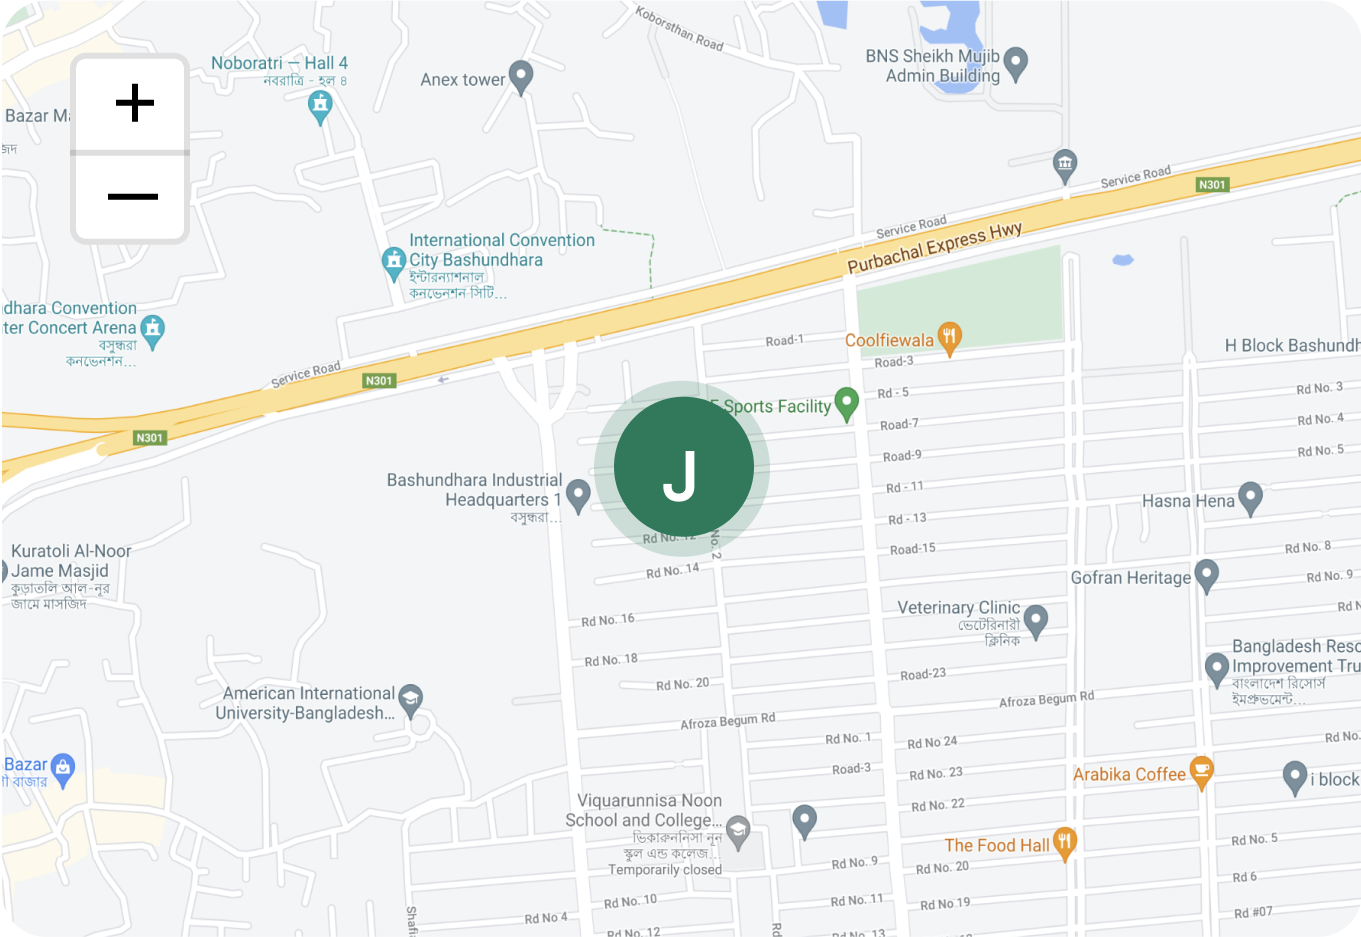 Koborsthan Road
Noboratri – Hall 4
নবরাত্রি - হল ৪
Anex tower
BNS Sheikh Mujib
Admin Building
+
Bazar
−
Service Road
N301
Service Road
Purbachal Express Hwy
International Convention
City Bashundhara
ইন্টারন্যাশনাল
কনভেনশন সিটি...
Convention
Concert Arena
বসুন্ধরা
কনভেনশন...
Road-1
Coolfiewala
Road-3
H Block
Service Road
N301
Rd - 5
Rd No. 3
Sports Facility
Road-7
Rd No. 4
N301
Road-9
Rd No. 5
J
Bashundhara Industrial
Headquarters 1
বসুন্ধরা...
Rd - 11
Hasna Hena
Rd - 13
No. 2
Road-15
Rd No. 8
Kuratoli Al-Noor
Jame Masjid
কুড়াতলি আল-নূর
জামে মাসজিদ
Rd No. 14
Gofran Heritage
Rd No. 9
Veterinary Clinic
ভেটেরিনারী
ক্লিনিক
Rd No. 16
Rd No. 18
Bangladesh
Improvement
বাংলাদেশ রিসোর্স
ইমপ্রুভমেন্ট...
Road-23
Rd No. 20
American International
University-Bangladesh...
Afroza Begum Rd
Afroza Begum Rd
Rd No. 1
Rd No 24
Rd No.
Bazar
বাজার
Road-3
Rd No. 23
Arabika Coffee
i block
Viquarunnisa Noon
School and College...
ভিকারুননিসা নূন
স্কুল এন্ড কলেজ...
Temporarily closed
Rd No. 22
The Food Hall
Rd No. 5
Rd No. 9
Rd No. 20
Rd 6
Rd No. 10
Rd No. 11
Rd No 19
Rd #07
Rd No 4
Rd No. 12
Rd No. 13
Rd